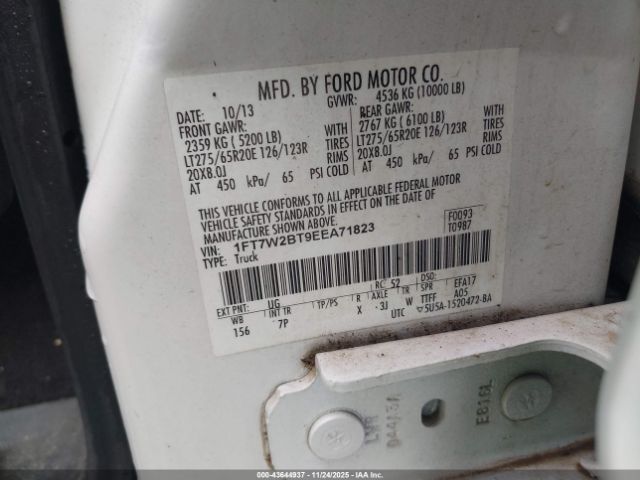 MFD. BY FORD MOTOR CO.
DATE: 10/13 GVWR: 4536 KG (10000 LB)
FRONT GAWR: REAR GAWR:
2359 KG ( 5200 LB) WITH 2767 KG ( 6100 LB) WITH
LT275/65R20E 126/123R TIRES LT275/65R20E 126/123R TIRES
20X8.0J RIMS 20X8.0J RIMS
AT 450 kPa/ 65 PSI COLD AT 450 kPa/ 65 PSI COLD
THIS VEHICLE CONFORMS TO ALL APPLICABLE FEDERAL MOTOR
VEHICLE SAFETY STANDARDS IN EFFECT ON THE DATE OF
MANUFACTURE SHOWN ABOVE.
VIN: 1FT7W2BT9EEA71823 F0093
TYPE: Truck T0987
EXT PNT: UG RC: 52 DSO:
WB INT TR TP/PS R AXLE TR SPR EFA17
156 7P X 3J W TTFF A05
UTC 5U5A-1520472-BA
LVR
D44A3A
E816L
000-43644937 - 11/24/2025 - IAAI.COM